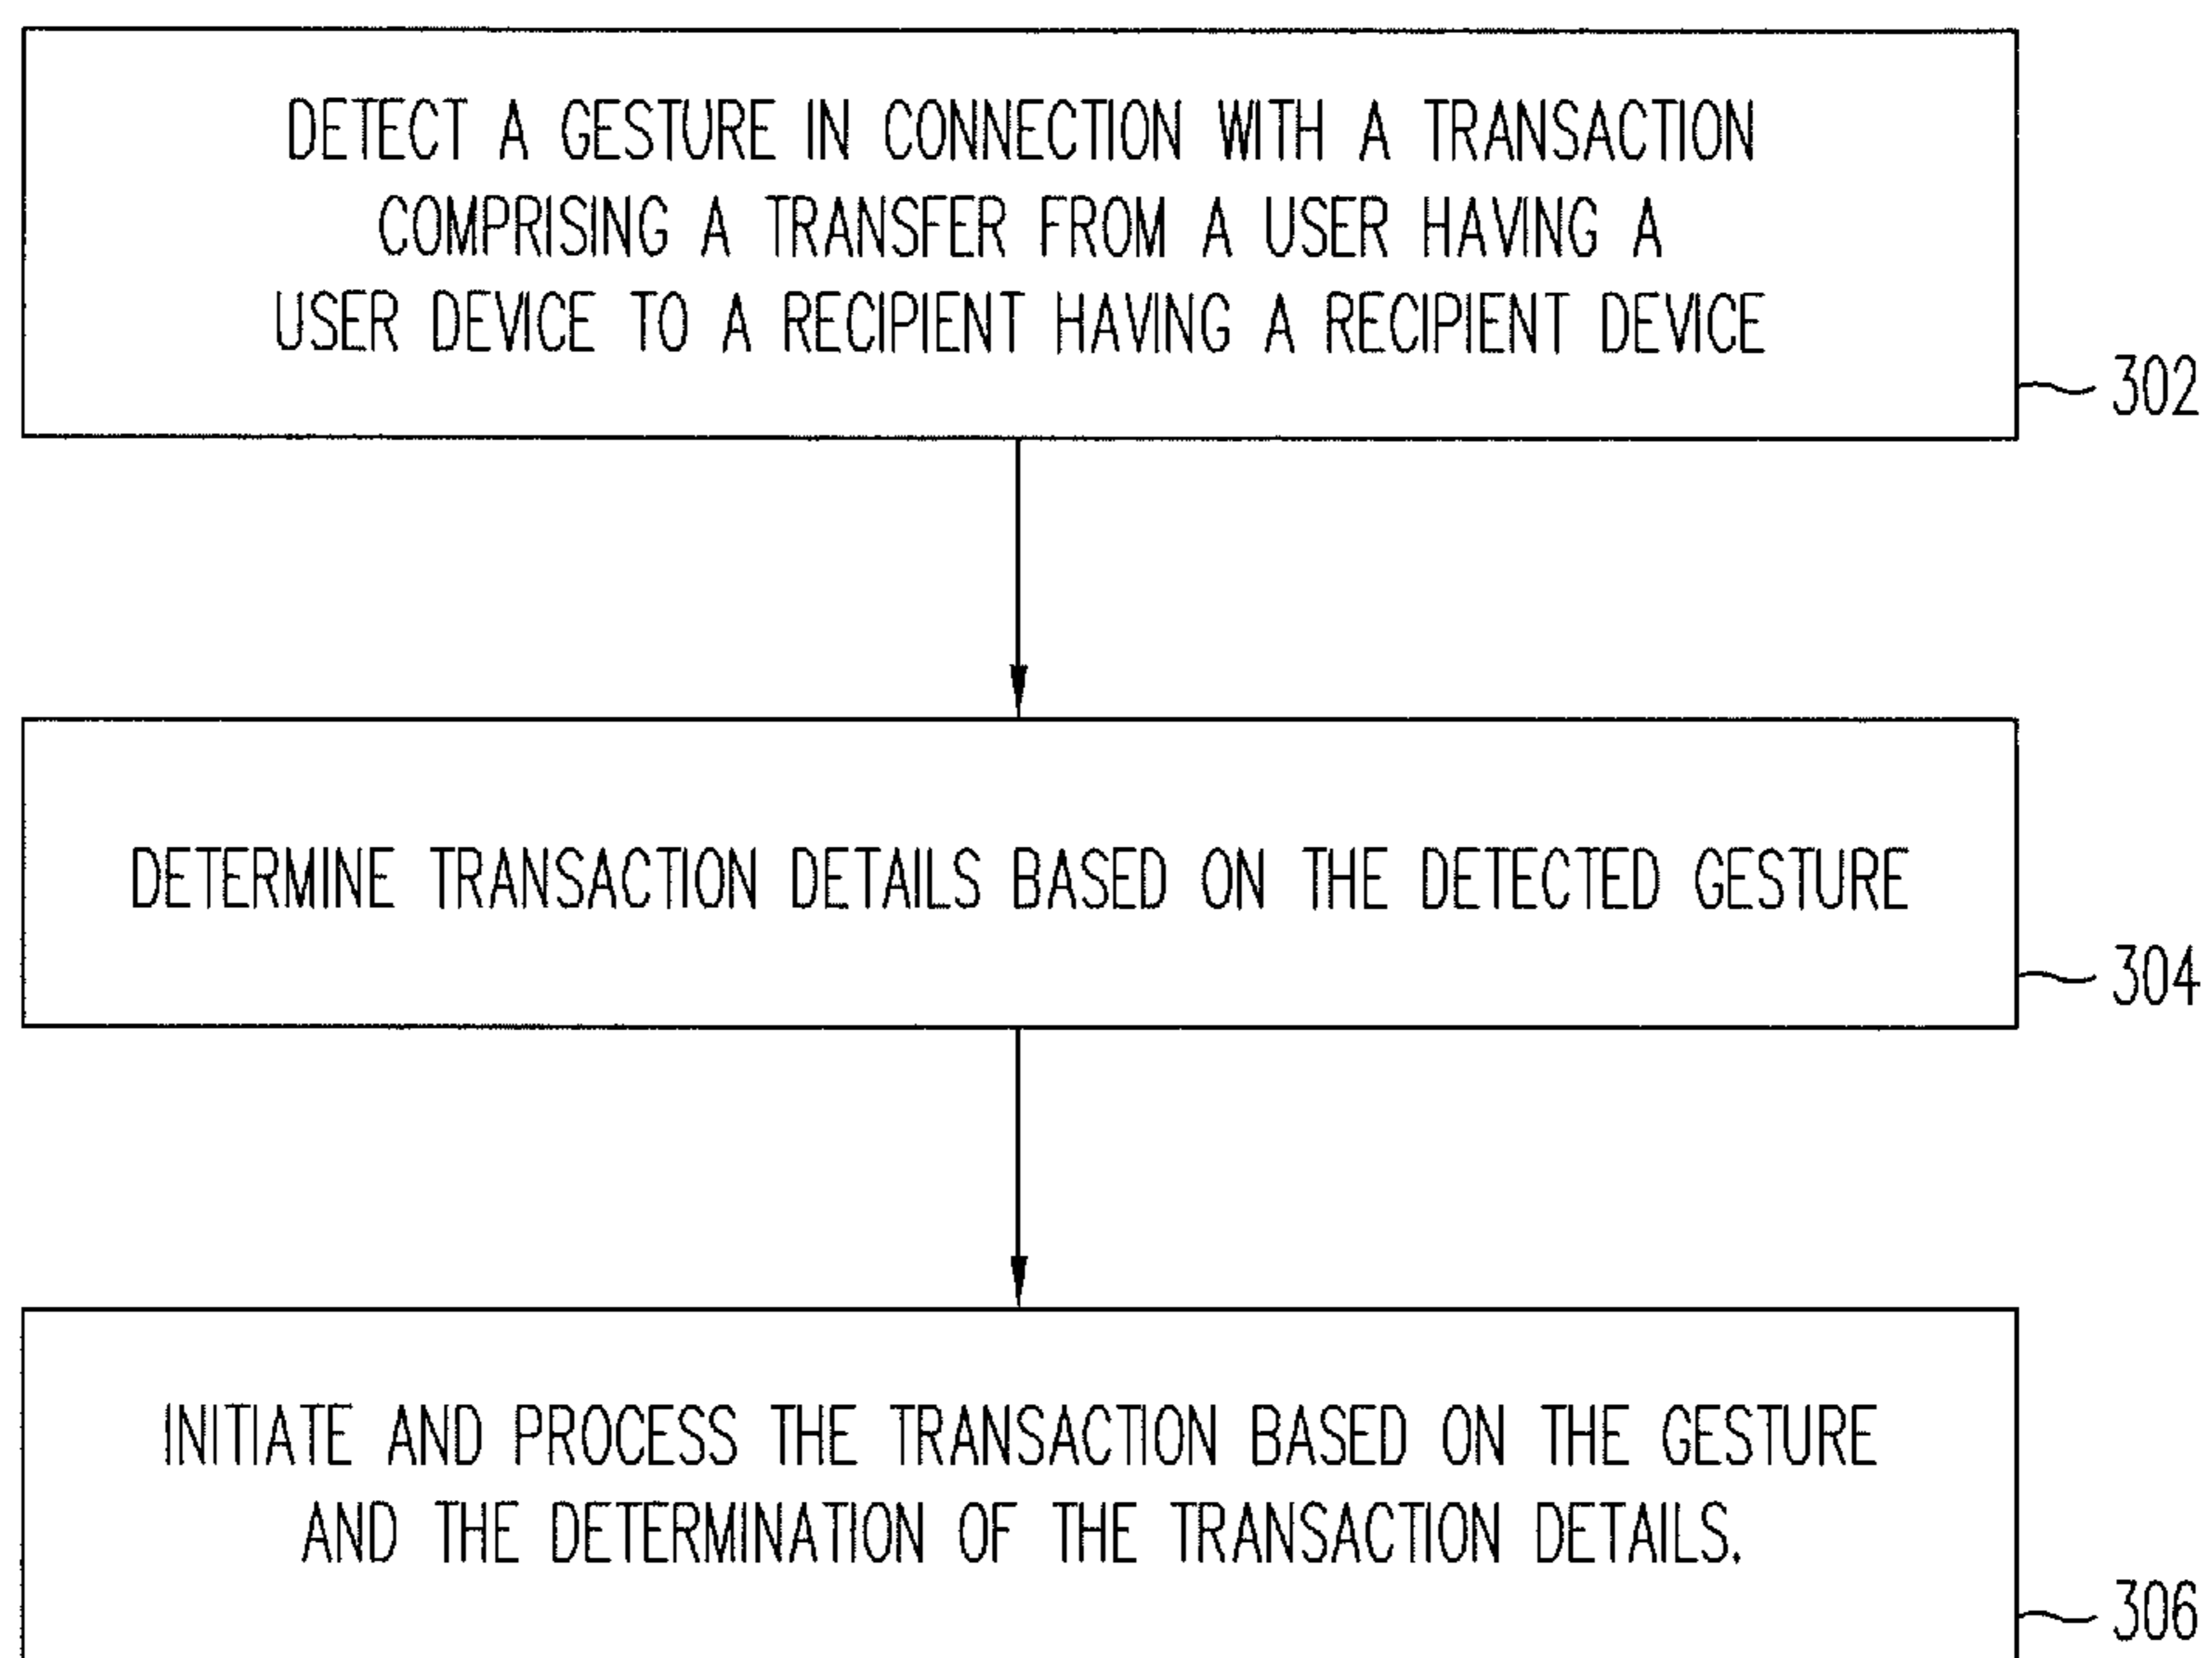 DETECT A GESTURE IN CONNECTION WITH A TRANSACTION
COMPRISING A TRANSFER FROM A USER HAVING A
USER DEVICE TO A RECIPIENT HAVING A RECIPIENT DEVICE
302
DETERMINE TRANSACTION DETAILS BASED ON THE DETECTED GESTURE
304
INITIATE AND PROCESS THE TRANSACTION BASED ON THE GESTURE
AND THE DETERMINATION OF THE TRANSACTION DETAILS.
306